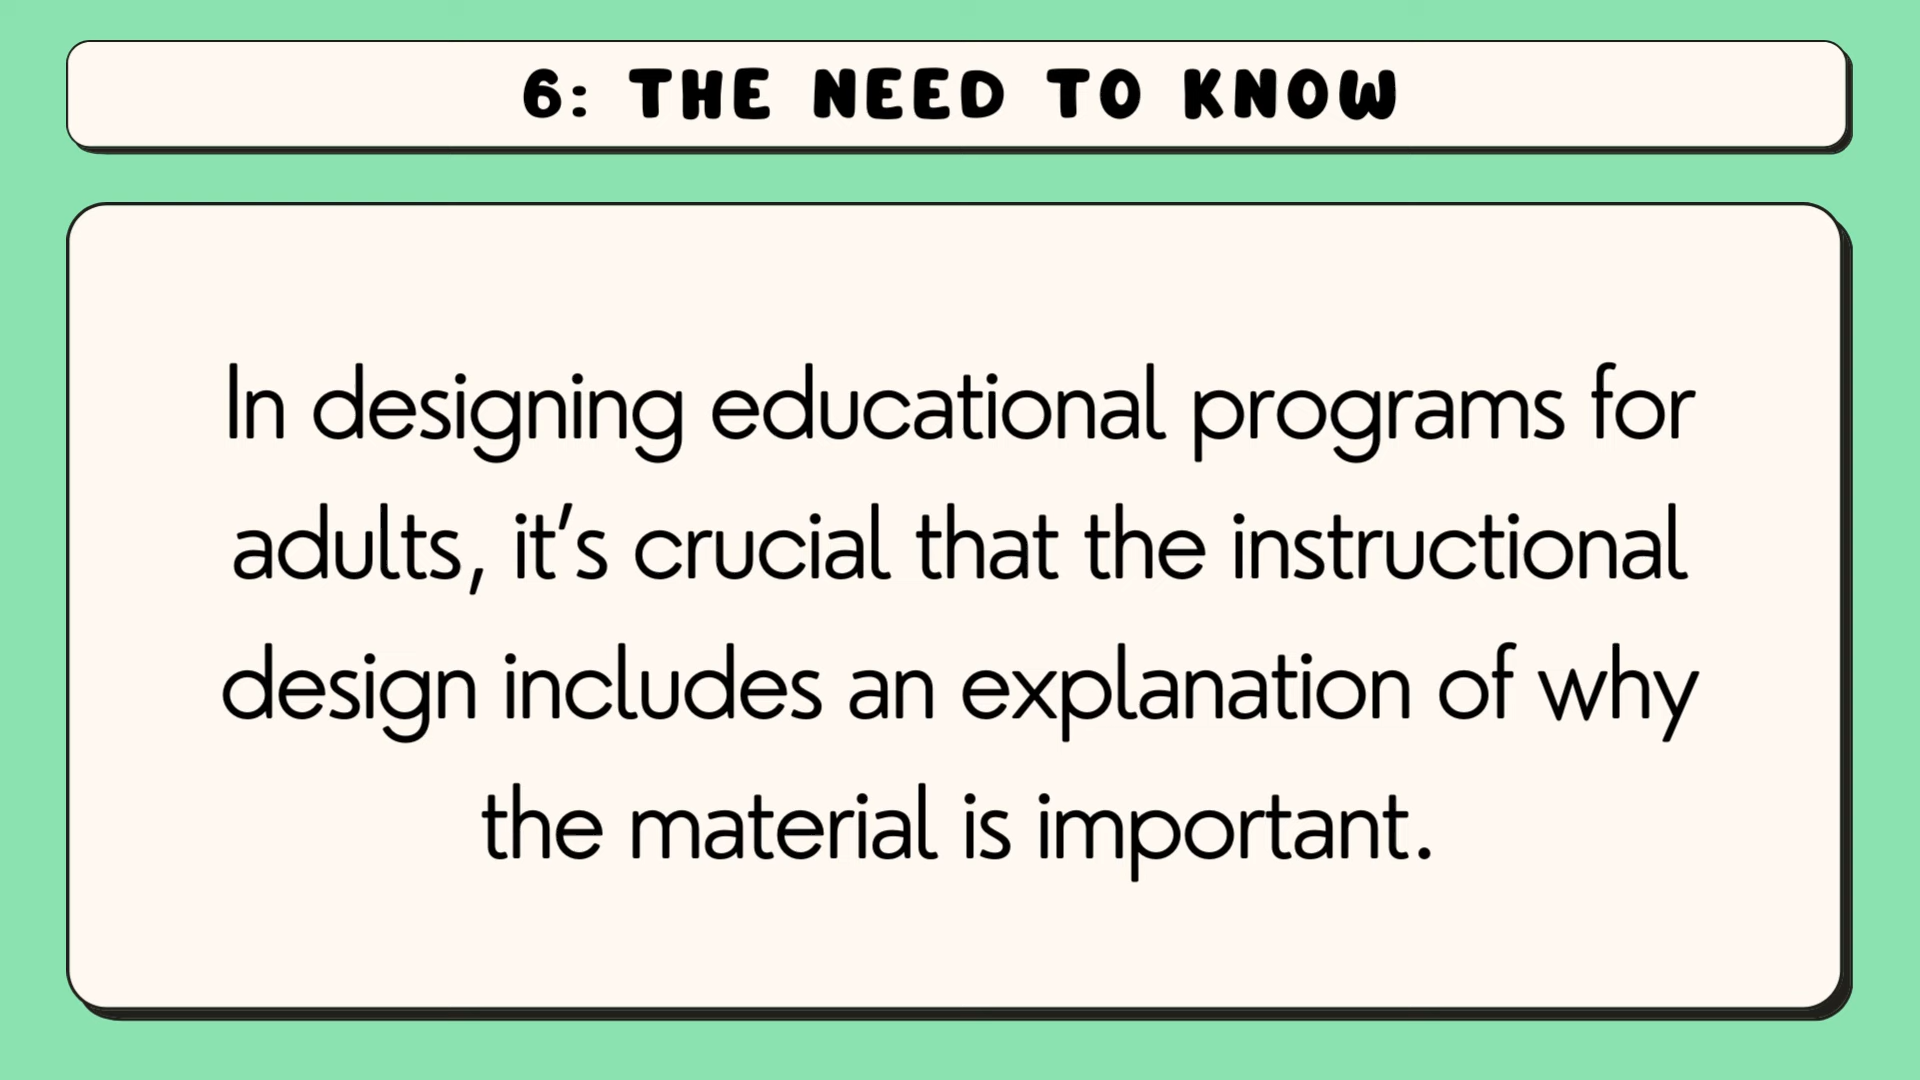 6: THE NEED TO KNOW
In designing educational programs for
adults, it's crucial that the instructional
design includes an explanation of why
the material is important.